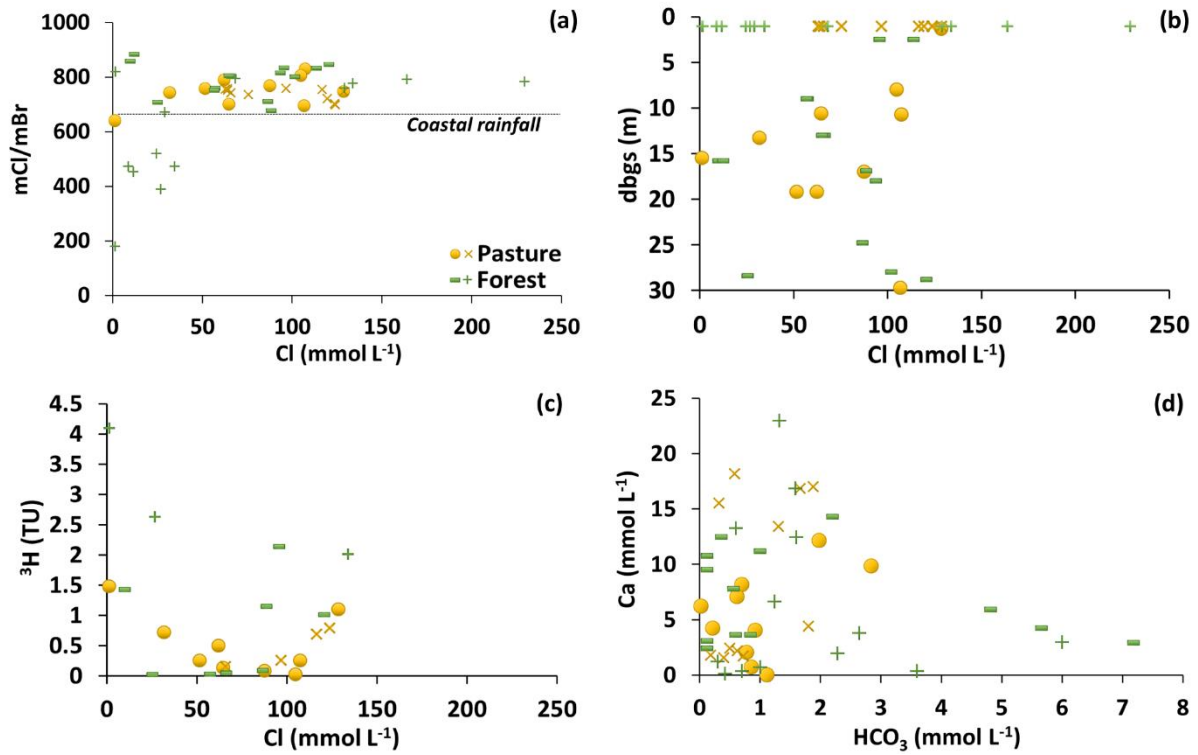 (a)
1000
800
600
400
200
0
mCl/mBr
Coastal rainfall
Pasture
Forest
0 50 100 150 200 250
Cl (mmol L⁻¹)
(b)
0
5
10
15
20
25
30
dbgs (m)
0 50 100 150 200 250
Cl (mmol L⁻¹)
(c)
4.5
4
3.5
3
2.5
2
1.5
1
0.5
0
³H (TU)
0 50 100 150 200 250
Cl (mmol L⁻¹)
(d)
25
20
15
10
5
0
Ca (mmol L⁻¹)
0 1 2 3 4 5 6 7 8
HCO₃ (mmol L⁻¹)